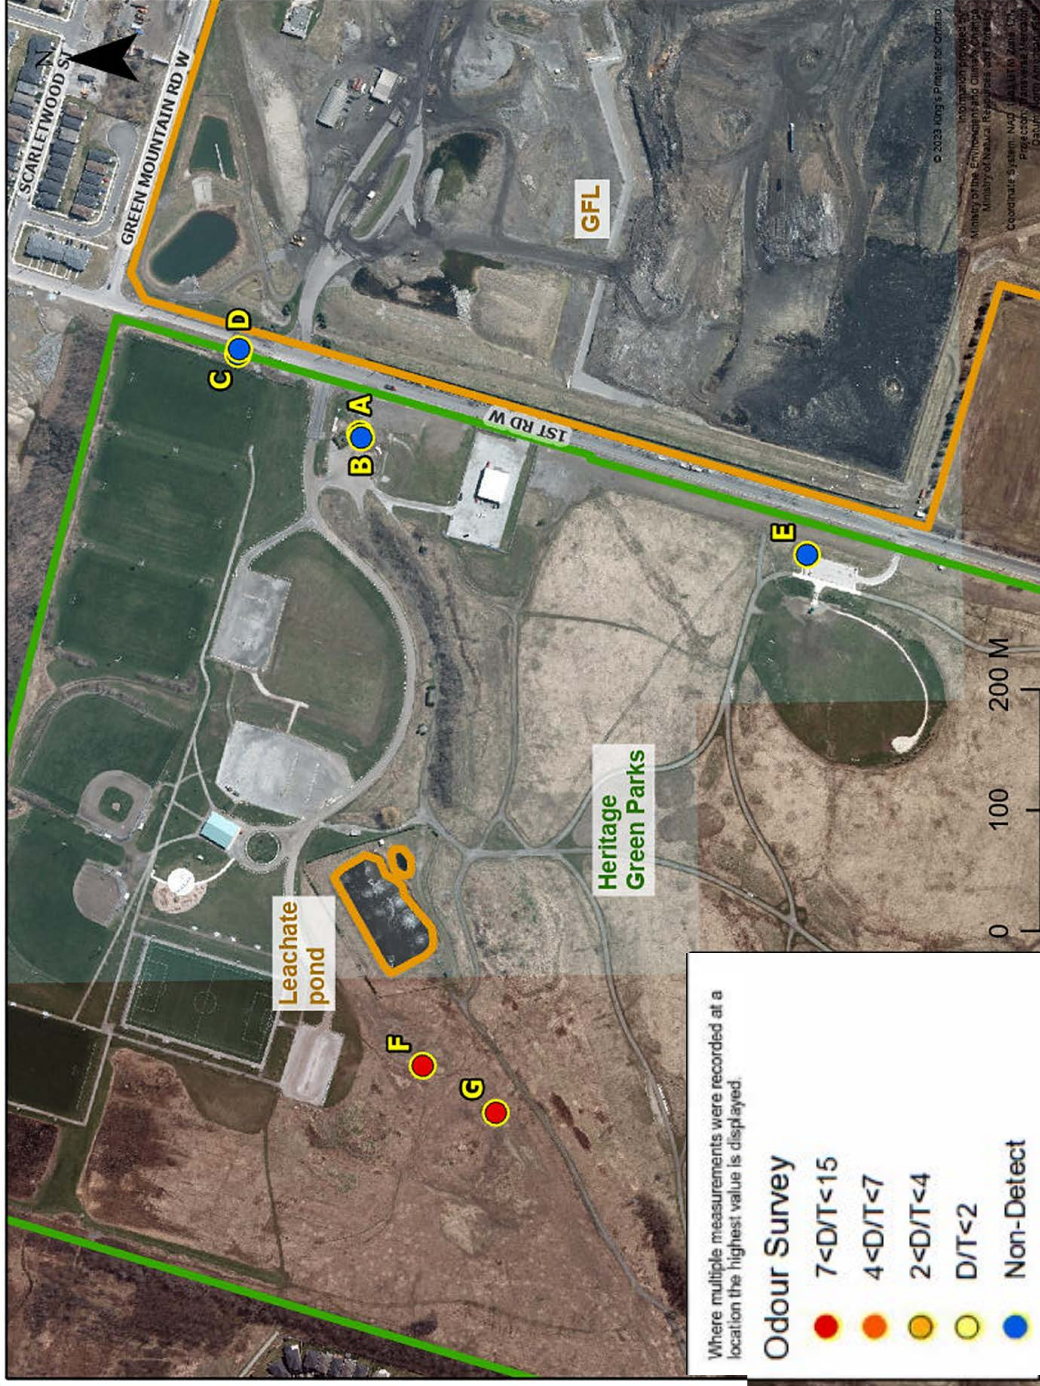 N
SCARLETWOOD ST
GREEN MOUNTAIN RD W
GFL
1ST RD W
D
C
A
B
E
Leachate
pond
Heritage
Green Parks
F
G
0 100 200 M
© 2023 King's Printer for Ontario
Where multiple measurements were recorded at a
location the highest value is displayed.
Odour Survey
7<D/T<15
4<D/T<7
2<D/T<4
D/T<2
Non-Detect